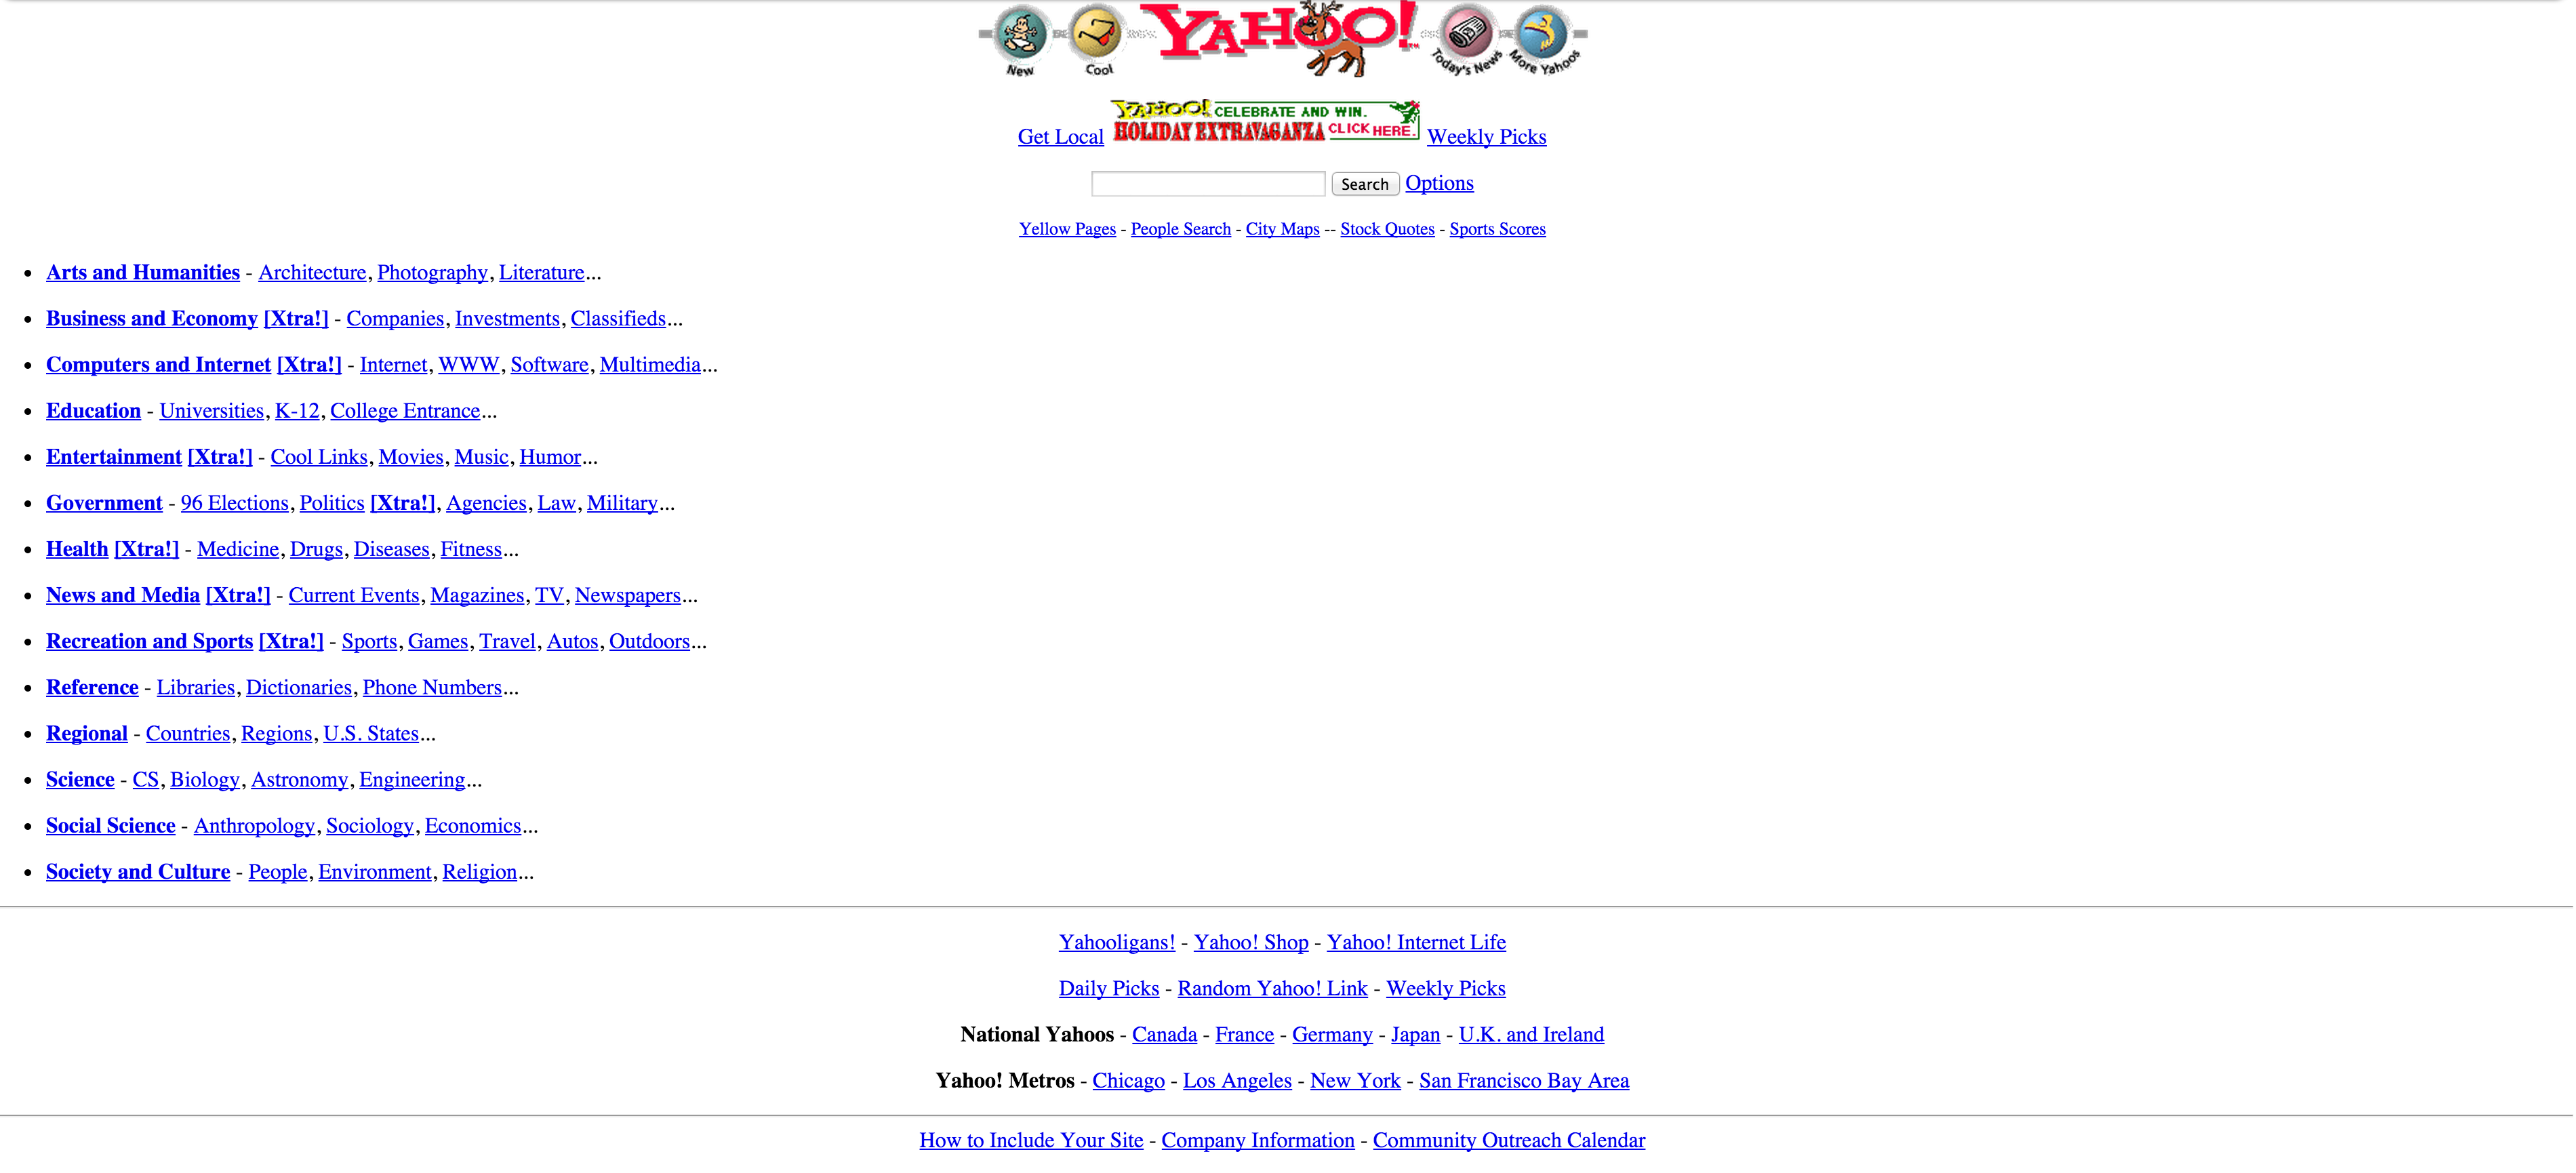 New Cool YAHOO! Today's News More Yahoos
Get Local YAHOO! CELEBRATE AND WIN. HOLIDAY EXTRAVAGANZA CLICK HERE. Weekly Picks
Search Options
Yellow Pages - People Search - City Maps -- Stock Quotes - Sports Scores
• Arts and Humanities - Architecture, Photography, Literature...
• Business and Economy [Xtra!] - Companies, Investments, Classifieds...
• Computers and Internet [Xtra!] - Internet, WWW, Software, Multimedia...
• Education - Universities, K-12, College Entrance...
• Entertainment [Xtra!] - Cool Links, Movies, Music, Humor...
• Government - 96 Elections, Politics [Xtra!], Agencies, Law, Military...
• Health [Xtra!] - Medicine, Drugs, Diseases, Fitness...
• News and Media [Xtra!] - Current Events, Magazines, TV, Newspapers...
• Recreation and Sports [Xtra!] - Sports, Games, Travel, Autos, Outdoors...
• Reference - Libraries, Dictionaries, Phone Numbers...
• Regional - Countries, Regions, U.S. States...
• Science - CS, Biology, Astronomy, Engineering...
• Social Science - Anthropology, Sociology, Economics...
• Society and Culture - People, Environment, Religion...
Yahooligans! - Yahoo! Shop - Yahoo! Internet Life
Daily Picks - Random Yahoo! Link - Weekly Picks
National Yahoos - Canada - France - Germany - Japan - U.K. and Ireland
Yahoo! Metros - Chicago - Los Angeles - New York - San Francisco Bay Area
How to Include Your Site - Company Information - Community Outreach Calendar